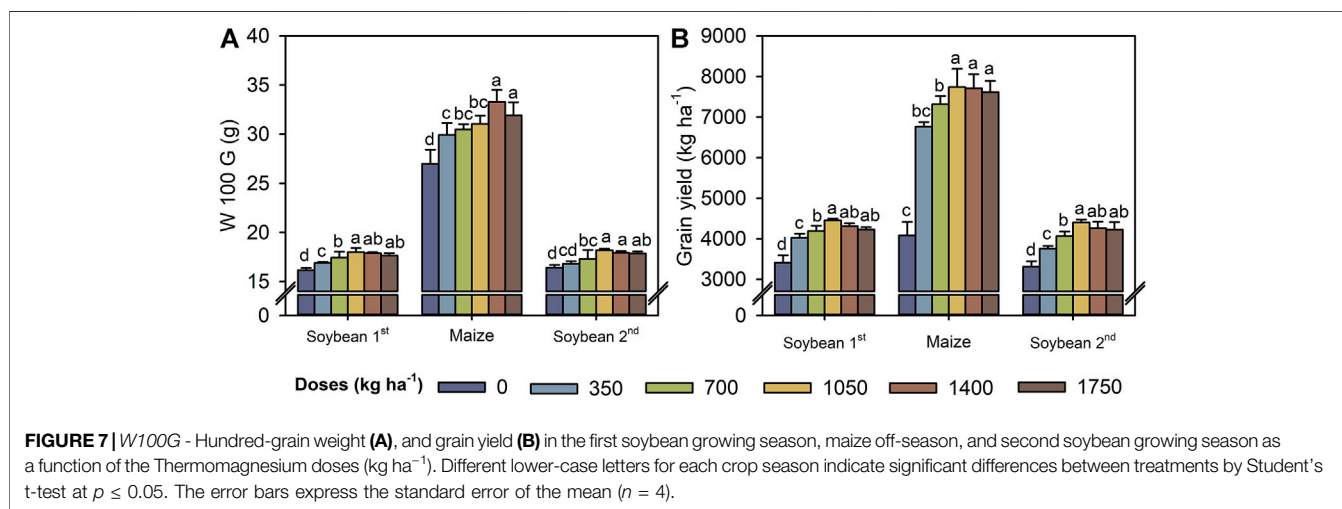 A
B
W 100 G (g)
40
35
30
25
20
15
0
d c b a ab ab
d c bc bc a a
d cd bc a a ab
Soybean 1st
Maize
Soybean 2nd
Grain yield (kg ha-1)
9000
8000
7000
6000
5000
4000
3000
0
d c b a ab ab
c bc b a a a
d c b a ab ab
Soybean 1st
Maize
Soybean 2nd
Doses (kg ha-1) 0 350 700 1050 1400 1750
FIGURE 7 | W100G - Hundred-grain weight (A), and grain yield (B) in the first soybean growing season, maize off-season, and second soybean growing season as
a function of the Thermomagnesium doses (kg ha−1). Different lower-case letters for each crop season indicate significant differences between treatments by Student’s
t-test at p ≤ 0.05. The error bars express the standard error of the mean (n = 4).